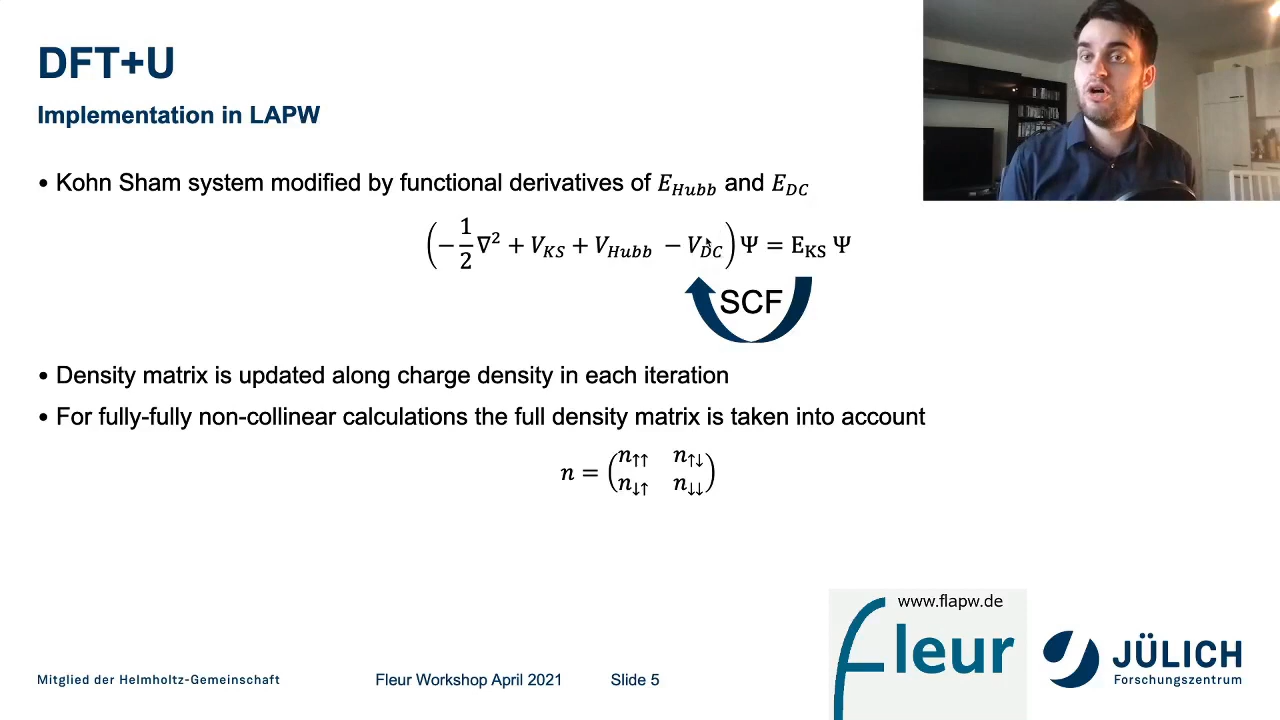 DFT+U
Implementation in LAPW
• Kohn Sham system modified by functional derivatives of E_Hubb and E_DC
(−1/2 ∇² + V_KS + V_Hubb − V_DC) Ψ = E_KS Ψ
SCF
• Density matrix is updated along charge density in each iteration
• For fully-fully non-collinear calculations the full density matrix is taken into account
n = (n↑↑ n↑↓
n↓↑ n↓↓)
www.flapw.de
fleur
JÜLICH
Forschungszentrum
Mitglied der Helmholtz-Gemeinschaft
Fleur Workshop April 2021
Slide 5